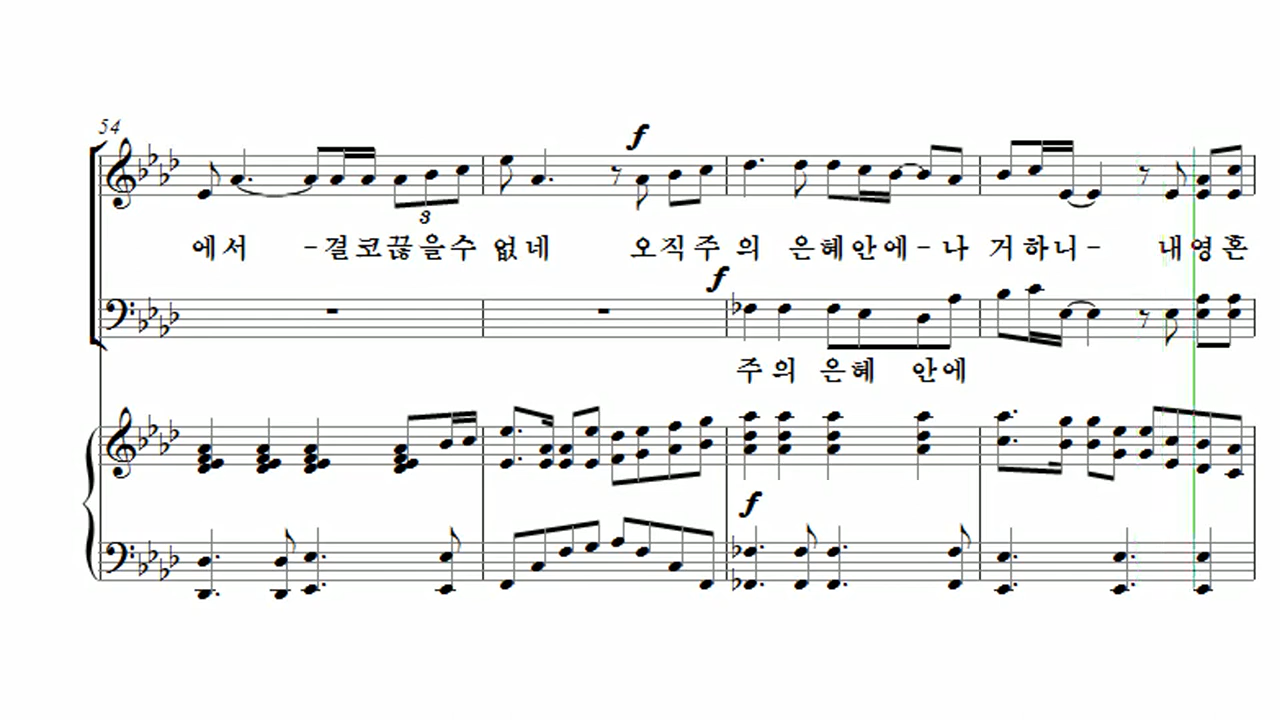 54
f
3
에서 -결코끊을수 없네 오직주의 은혜안에-나 거하니- 내영혼
f
주의 은혜 안에
f